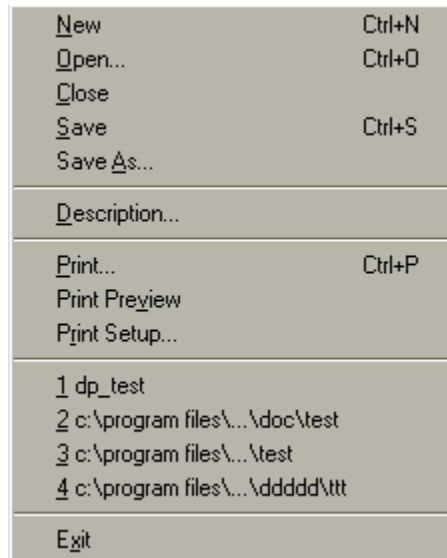 New Ctrl+N
Open... Ctrl+O
Close
Save Ctrl+S
Save As...
Description...
Print... Ctrl+P
Print Preview
Print Setup...
1 dp_test
2 c:\program files\...\doc\test
3 c:\program files\...\test
4 c:\program files\...\ddddd\ttt
Exit